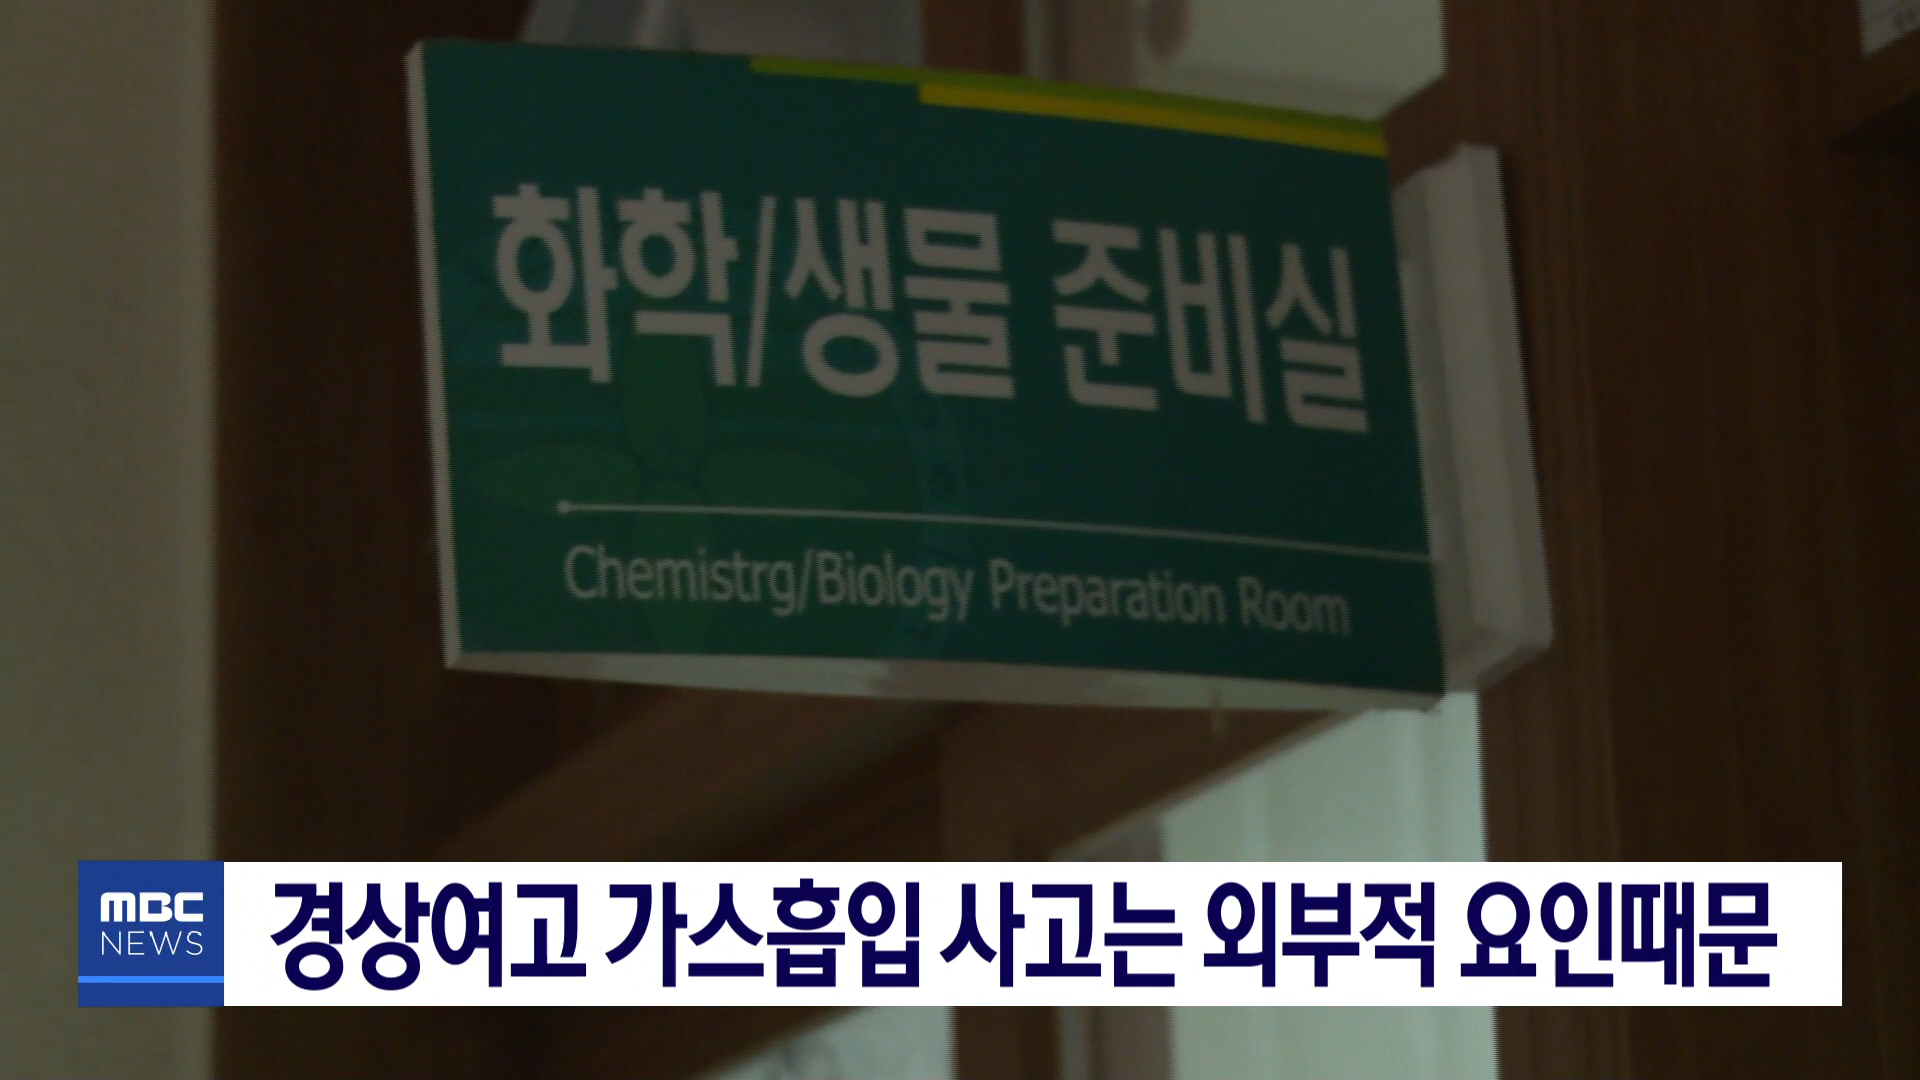 화학/생물 준비실
Chemistrg/Biology Preparation Room
MBC
NEWS
경상여고 가스흡입 사고는 외부적 요인때문